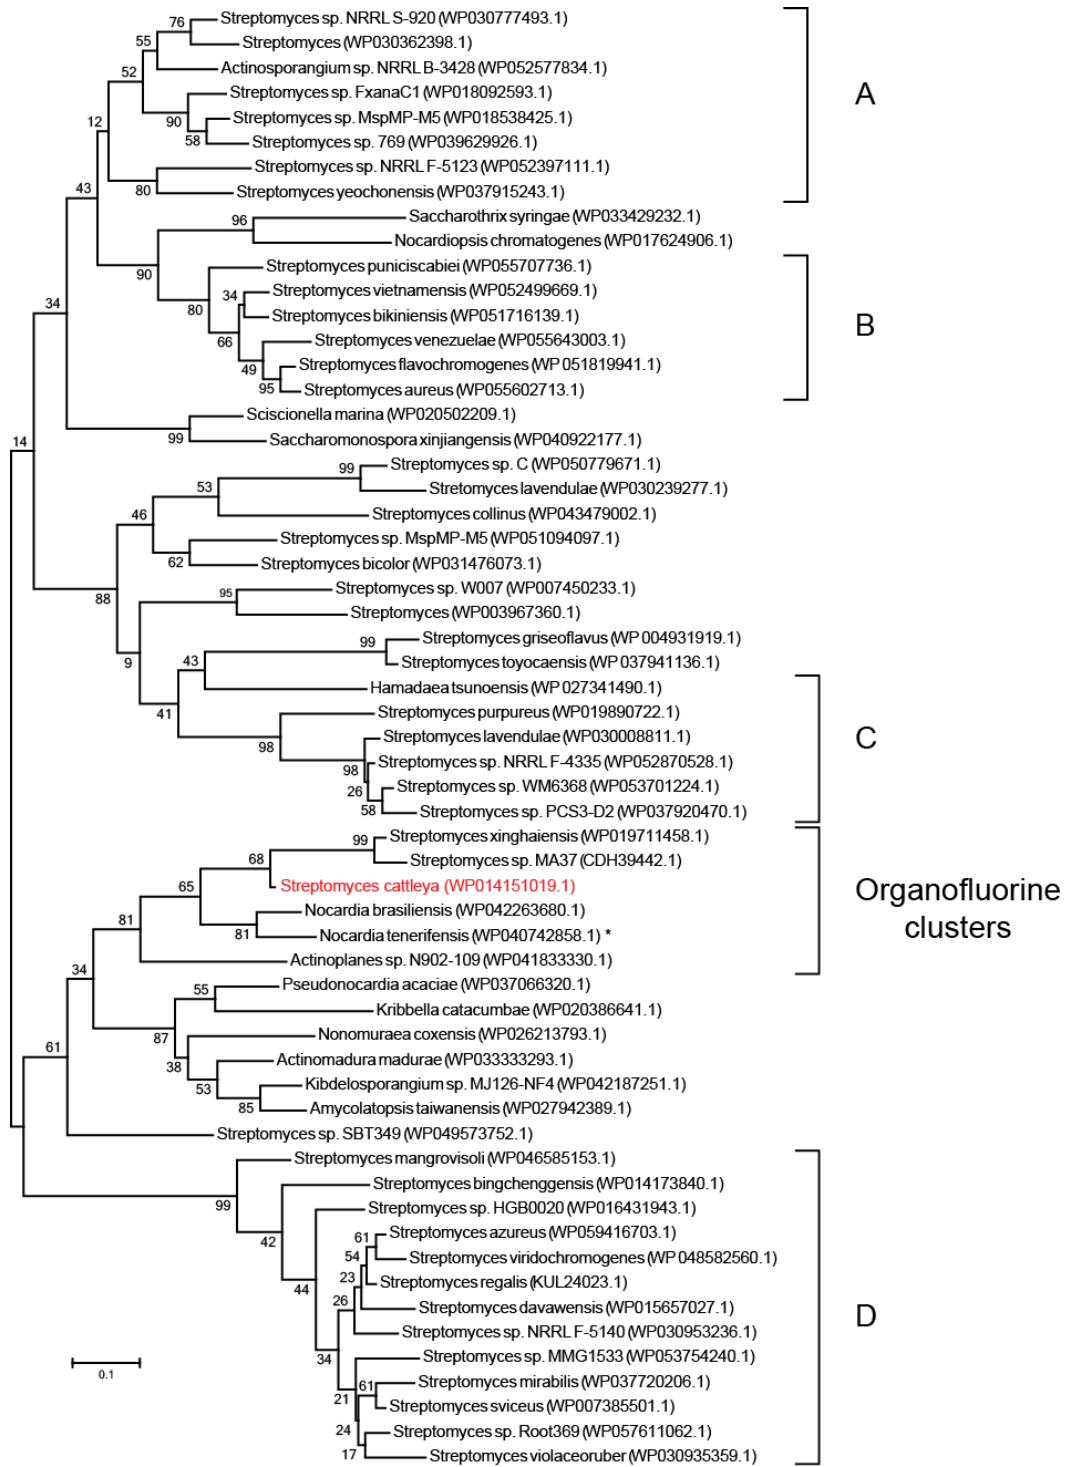 Streptomyces sp. NRRL S-920 (WP030777493.1)
76
Streptomyces (WP030362398.1)
55
Actinosporangium sp. NRRL B-3428 (WP052577834.1)
52
Streptomyces sp. FxanaC1 (WP018092593.1)
A
Streptomyces sp. MspMP-M5 (WP018538425.1)
90
12
58
Streptomyces sp. 769 (WP039629926.1)
Streptomyces sp. NRRL F-5123 (WP052397111.1)
80
43
Streptomyces yeochonensis (WP037915243.1)
Saccharothrix syringae (WP033429232.1)
96
Nocardiopsis chromatogenes (WP017624906.1)
90
Streptomyces puniciscabiei (WP055707736.1)
Streptomyces vietnamensis (WP052499669.1)
34
80
34
Streptomyces bikiniensis (WP051716139.1)
B
66
Streptomyces venezuelae (WP055643003.1)
Streptomyces flavochromogenes (WP051819941.1)
49
95
Streptomyces aureus (WP055602713.1)
Sciscionella marina (WP020502209.1)
99
14
Saccharomonospora xinjiangensis (WP040922177.1)
Streptomyces sp. C (WP050779671.1)
99
53
Stretomyces lavendulae (WP030239277.1)
46
Streptomyces collinus (WP043479002.1)
Streptomyces sp. MspMP-M5 (WP051094097.1)
62
Streptomyces bicolor (WP031476073.1)
88
Streptomyces sp. W007 (WP007450233.1)
95
Streptomyces (WP003967360.1)
Streptomyces griseoflavus (WP004931919.1)
99
9
43
Streptomyces toyocaensis (WP037941136.1)
Hamadaea tsunoensis (WP027341490.1)
41
Streptomyces purpureus (WP019890722.1)
98
Streptomyces lavendulae (WP030008811.1)
C
98
Streptomyces sp. NRRL F-4335 (WP052870528.1)
26
Streptomyces sp. WM6368 (WP053701224.1)
58
Streptomyces sp. PCS3-D2 (WP037920470.1)
Streptomyces xinghaiensis (WP019711458.1)
99
68
Streptomyces sp. MA37 (CDH39442.1)
65
Streptomyces cattleya (WP014151019.1)
Organofluorine
clusters
Nocardia brasiliensis (WP042263680.1)
81
81
Nocardia tenerifensis (WP040742858.1) *
Actinoplanes sp. N902-109 (WP041833330.1)
34
Pseudonocardia acaciae (WP037066320.1)
55
Kribbella catacumbae (WP020386641.1)
87
Nonomuraea coxensis (WP026213793.1)
61
38
Actinomadura madurae (WP033333293.1)
53
Kibdelosporangium sp. MJ126-NF4 (WP042187251.1)
85
Amycolatopsis taiwanensis (WP027942389.1)
Streptomyces sp. SBT349 (WP049573752.1)
Streptomyces mangrovisoli (WP046585153.1)
Streptomyces bingchenggensis (WP014173840.1)
99
Streptomyces sp. HGB0020 (WP016431943.1)
42
Streptomyces azureus (WP059416703.1)
61
Streptomyces viridochromogenes (WP048582560.1)
54
Streptomyces regalis (KUL24023.1)
23
44
26
Streptomyces davawensis (WP015657027.1)
D
Streptomyces sp. NRRL F-5140 (WP030953236.1)
34
Streptomyces sp. MMG1533 (WP053754240.1)
0.1
Streptomyces mirabilis (WP037720206.1)
61
21
Streptomyces sviceus (WP007385501.1)
24
Streptomyces sp. Root369 (WP057611062.1)
17
Streptomyces violaceoruber (WP030935359.1)